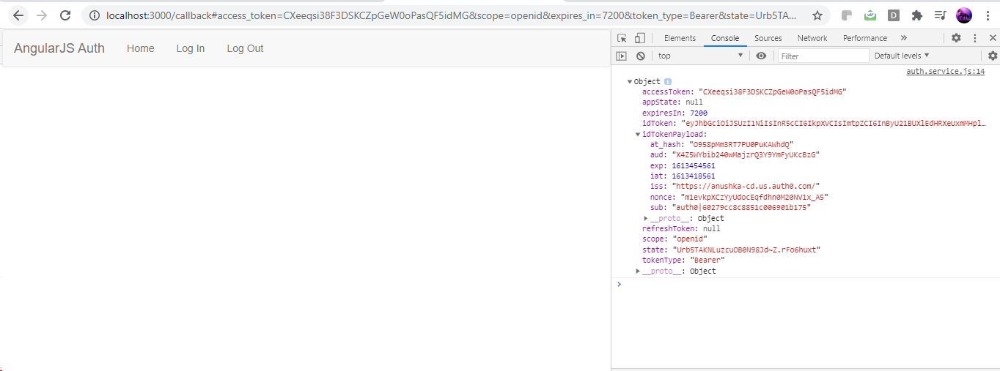 localhost:3000/callback#access_token=CXeeqsi38F3DSKCZpGeW0oPasQF5idMG&scope=openid&expires_in=7200&token_type=Bearer&state=Urb5TA...
D
AngularJS Auth Home Log In Log Out
Elements Console Sources Network Performance »
top Filter Default levels
auth.service.js:14
Object i
accessToken: "CXeeqsi38F3DSKCZpGeW0oPasQF5idMG"
appState: null
expiresIn: 7200
idToken: "eyJhbGciOiJSUzI1NiIsInR5cCI6IkpXVCIsImtpZCI6InByU21BUXlEdHRXeUxmMHpl…
idTokenPayload:
at_hash: "O958pMm3RT7PU0PuKAWhdQ"
aud: "X4Z5WYbib240wMajzrQ3Y9YmFyUKcBzG"
exp: 1613454561
iat: 1613418561
iss: "https://anushka-cd.us.auth0.com/"
nonce: "m1evkpXCzYyUdocEqfdhn0M20NV1x_A5"
sub: "auth0|60279cc8c8851c006901b175"
__proto__: Object
refreshToken: null
scope: "openid"
state: "Urb5TAKNLuzcuOB0N98Jd~Z.rFo6huxt"
tokenType: "Bearer"
__proto__: Object